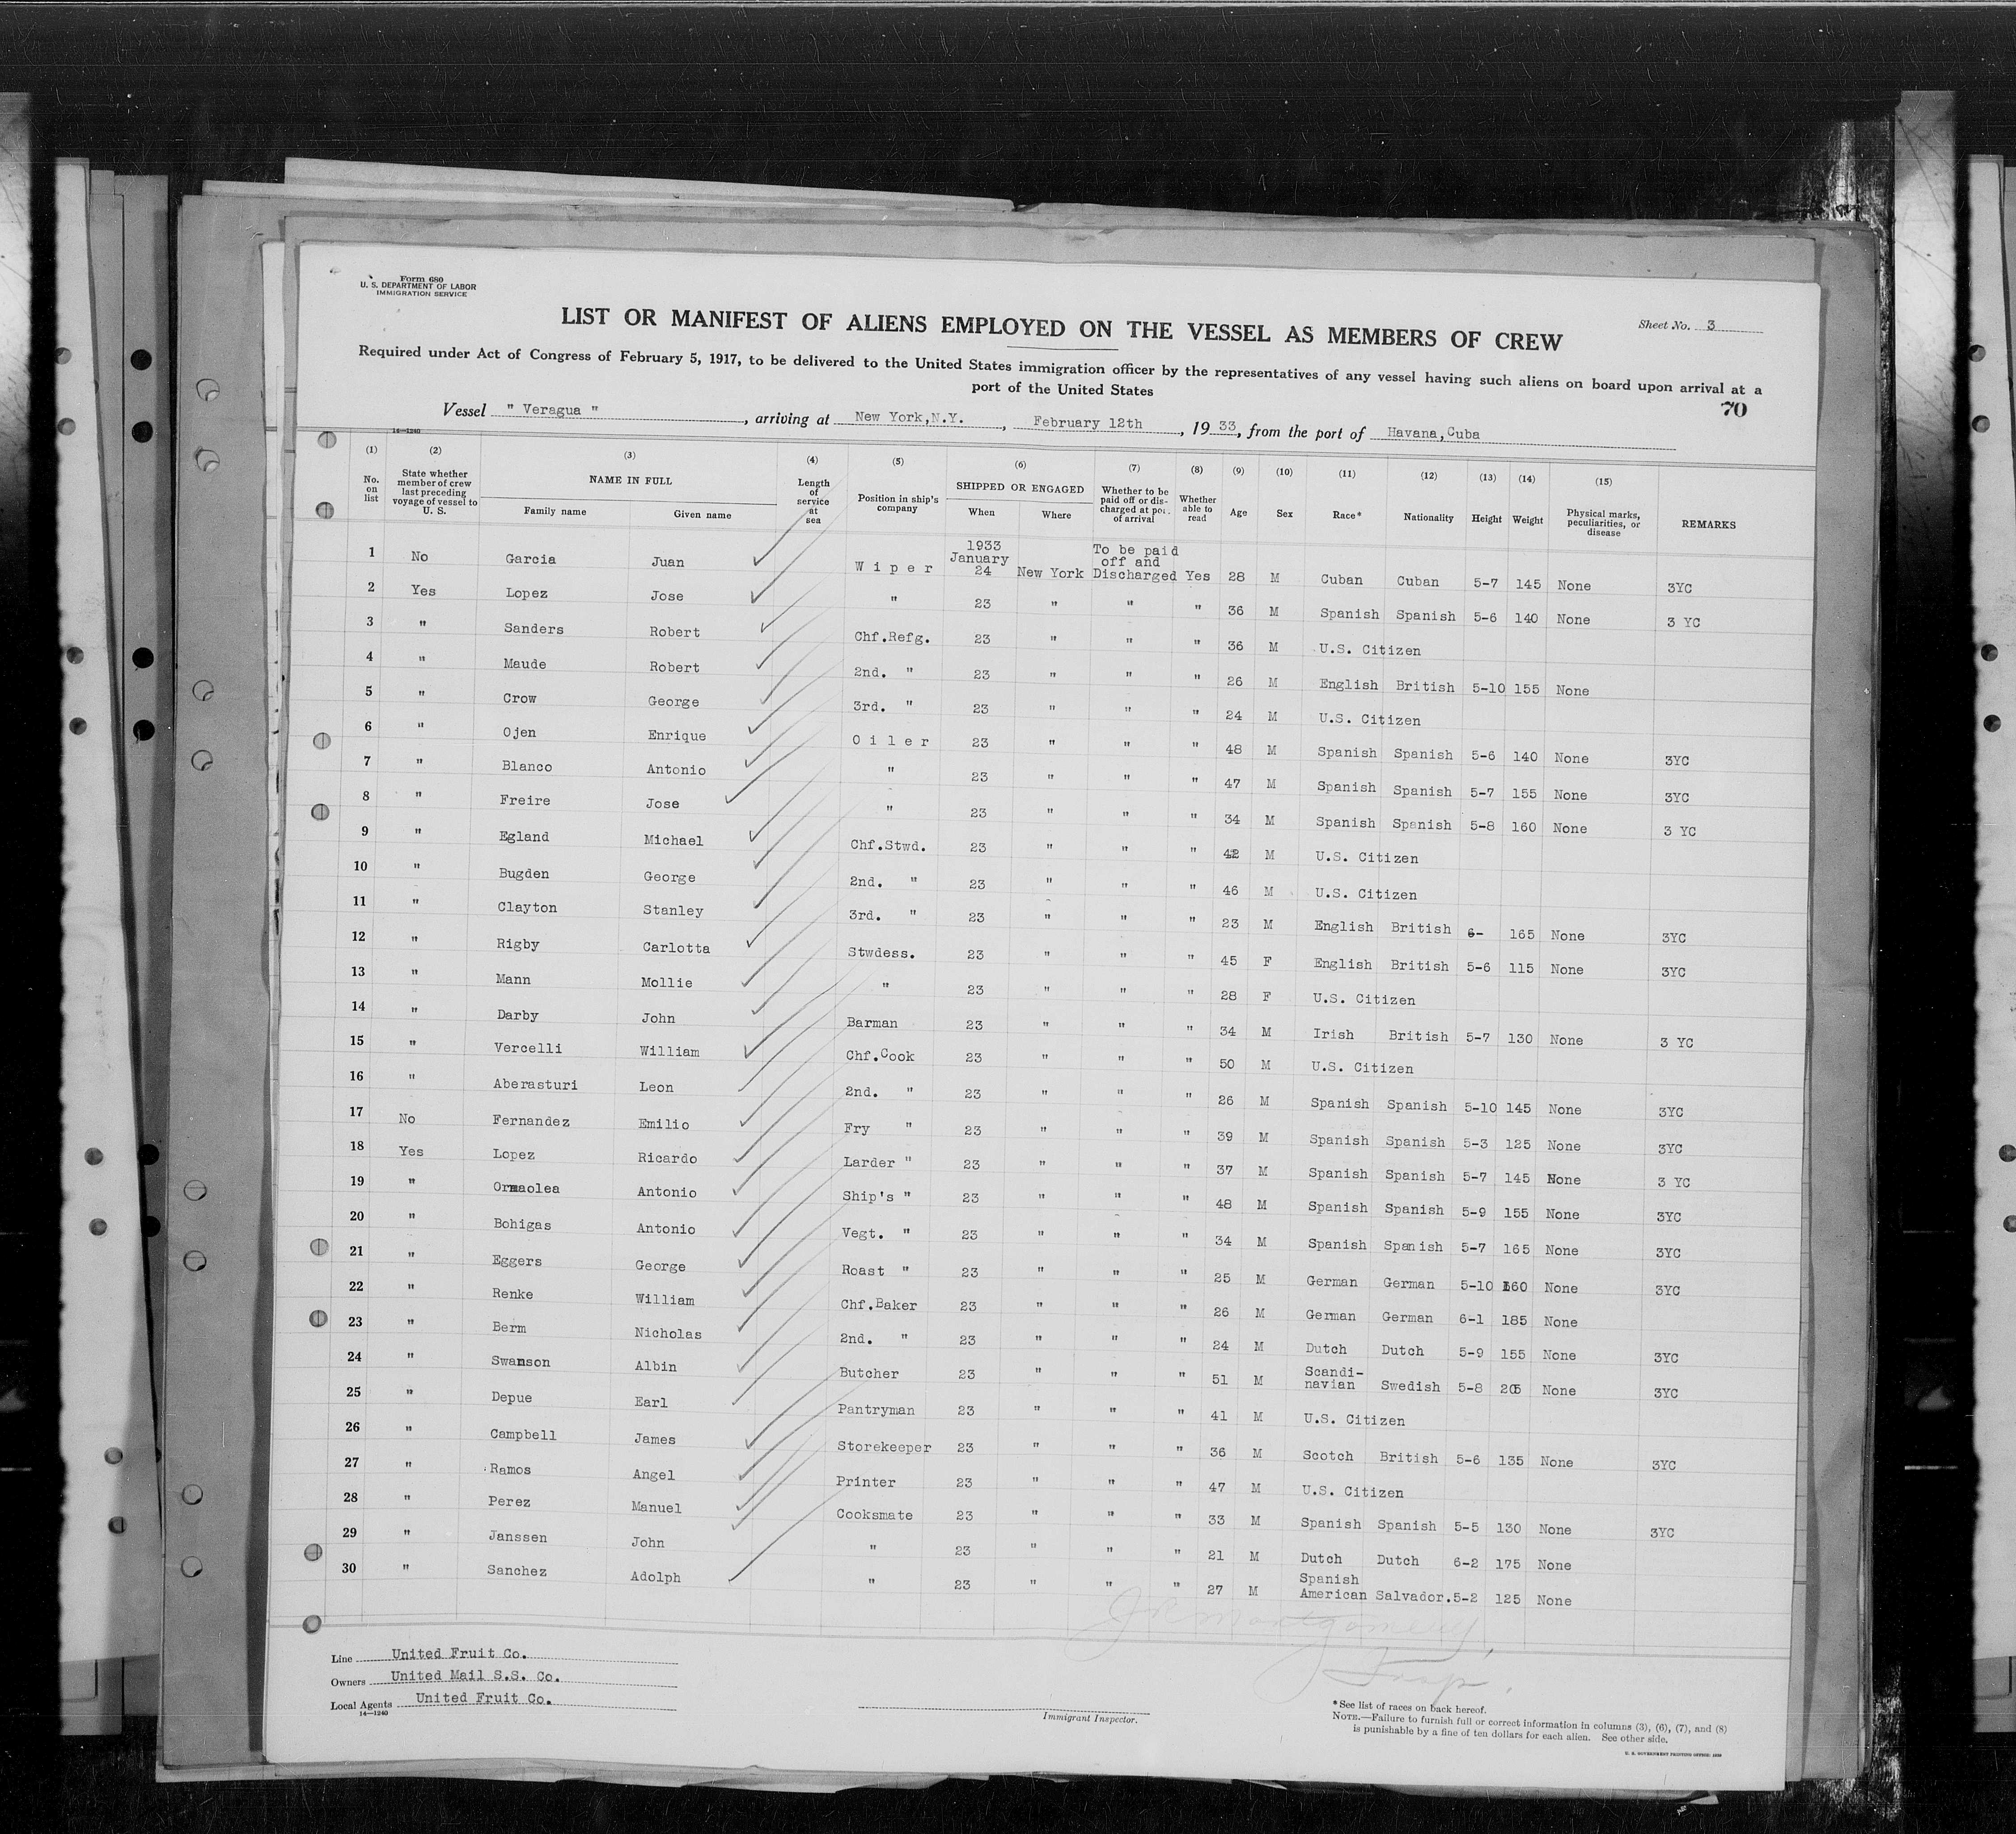 Form 680
U. S. DEPARTMENT OF LABOR
IMMIGRATION SERVICE
Sheet No. 3
LIST OR MANIFEST OF ALIENS EMPLOYED ON THE VESSEL AS MEMBERS OF CREW
Required under Act of Congress of February 5, 1917, to be delivered to the United States immigration officer by the representatives of any vessel having such aliens on board upon arrival at a
port of the United States
70
Vessel " Veragua ", arriving at New York, N.Y., February 12th, 1933, from the port of Havana, Cuba
14—1240
(1) No. on list (2) State whether member of crew last preceding voyage of vessel to U. S. (3) NAME IN FULL Family name Given name (4) Length of service at sea (5) Position in ship's company (6) SHIPPED OR ENGAGED When Where (7) Whether to be paid off or discharged at port of arrival (8) Whether able to read (9) Age (10) Sex (11) Race* (12) Nationality (13) Height (14) Weight (15) Physical marks, peculiarities, or disease REMARKS
1 No Garcia Juan Wiper 1933 January 24 New York To be paid off and Discharged Yes 28 M Cuban Cuban 5-7 145 None 3YC
2 Yes Lopez Jose " 23 " " " 36 M Spanish Spanish 5-6 140 None 3 YC
3 " Sanders Robert Chf.Refg. 23 " " " 36 M U.S. Citizen
4 " Maude Robert 2nd. " 23 " " " 26 M English British 5-10 155 None
5 " Crow George 3rd. " 23 " " " 24 M U.S. Citizen
6 " Ojen Enrique Oiler 23 " " " 48 M Spanish Spanish 5-6 140 None 3YC
7 " Blanco Antonio " 23 " " " 47 M Spanish Spanish 5-7 155 None 3YC
8 " Freire Jose " 23 " " " 34 M Spanish Spanish 5-8 160 None 3 YC
9 " Egland Michael Chf.Stwd. 23 " " " 42 M U.S. Citizen
10 " Bugden George 2nd. " 23 " " " 46 M U.S. Citizen
11 " Clayton Stanley 3rd. " 23 " " " 23 M English British 6- 165 None 3YC
12 " Rigby Carlotta Stwdess. 23 " " " 45 F English British 5-6 115 None 3YC
13 " Mann Mollie " 23 " " " 28 F U.S. Citizen
14 " Darby John Barman 23 " " " 34 M Irish British 5-7 130 None 3 YC
15 " Vercelli William Chf.Cook 23 " " " 50 M U.S. Citizen
16 " Aberasturi Leon 2nd. " 23 " " " 26 M Spanish Spanish 5-10 145 None 3YC
17 No Fernandez Emilio Fry " 23 " " " 39 M Spanish Spanish 5-3 125 None 3YC
18 Yes Lopez Ricardo Larder " 23 " " " 37 M Spanish Spanish 5-7 145 None 3 YC
19 " Ormaolea Antonio Ship's " 23 " " " 48 M Spanish Spanish 5-9 155 None 3YC
20 " Bohigas Antonio Vegt. " 23 " " " 34 M Spanish Spanish 5-7 165 None 3YC
21 " Eggers George Roast " 23 " " " 25 M German German 5-10 160 None 3YC
22 " Renke William Chf.Baker 23 " " " 26 M German German 6-1 185 None
23 " Berm Nicholas 2nd. " 23 " " " 24 M Dutch Dutch 5-9 155 None 3YC
24 " Swanson Albin Butcher 23 " " " 51 M Scandi-navian Swedish 5-8 205 None 3YC
25 " Depue Earl Pantryman 23 " " " 41 M U.S. Citizen
26 " Campbell James Storekeeper 23 " " " 36 M Scotch British 5-6 135 None 3YC
27 " Ramos Angel Printer 23 " " " 47 M U.S. Citizen
28 " Perez Manuel Cooksmate 23 " " " 33 M Spanish Spanish 5-5 130 None 3YC
29 " Janssen John " 23 " " " 21 M Dutch Dutch 6-2 175 None
30 " Sanchez Adolph " 23 " " " 27 M Spanish American Salvador. 5-2 125 None
Line United Fruit Co.
Owners United Mail S.S. Co.
Local Agents United Fruit Co.
14—1240
Immigrant Inspector.
*See list of races on back hereof.
NOTE.—Failure to furnish full or correct information in columns (3), (6), (7), and (8)
is punishable by a fine of ten dollars for each alien. See other side.